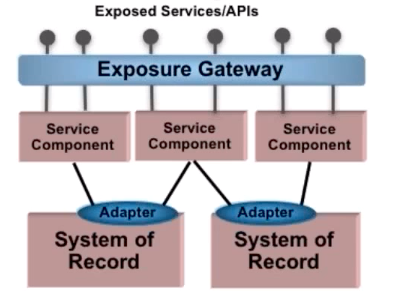 Exposed Services/APIs
Exposure Gateway
Service
Component
Service
Component
Service
Component
Adapter
Adapter
System of
Record
System of
Record